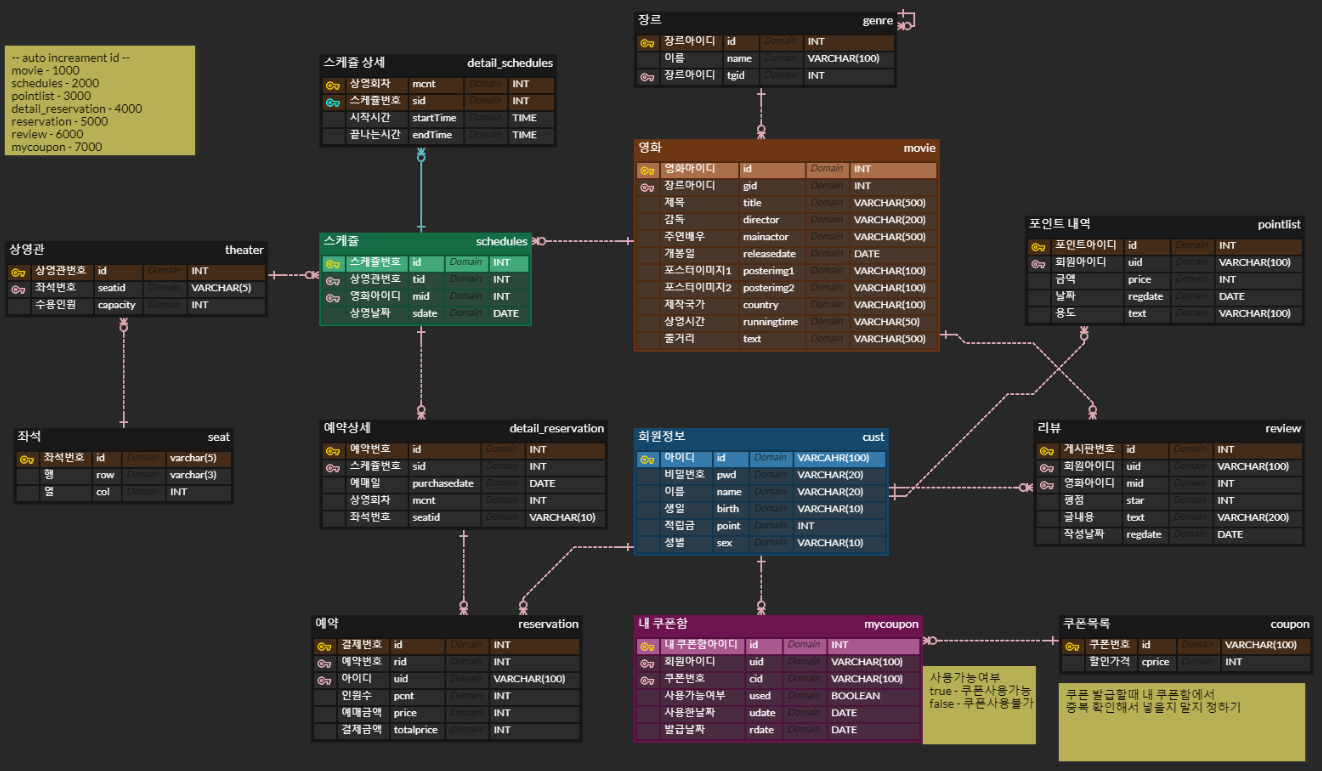 -- auto increament id --
movie - 1000
schedules - 2000
pointlist - 3000
detail_reservation - 4000
reservation - 5000
review - 6000
mycoupon - 7000
스케줄 상세 detail_schedules
상영회차 mcnt Domain INT
스케줄번호 sid Domain INT
시작시간 startTime Domain TIME
끝나는시간 endTime Domain TIME
장르 genre
장르아이디 id Domain INT
이름 name Domain VARCHAR(100)
장르아이디 tgid Domain INT
영화 movie
영화아이디 id Domain INT
장르아이디 gid Domain INT
제목 title Domain VARCHAR(500)
감독 director Domain VARCHAR(200)
주연배우 mainactor Domain VARCHAR(500)
개봉일 releasedate Domain DATE
포스터이미지1 posterimg1 Domain VARCHAR(100)
포스터이미지2 posterimg2 Domain VARCHAR(100)
제작국가 country Domain VARCHAR(100)
상영시간 runningtime Domain VARCHAR(50)
줄거리 text Domain VARCHAR(500)
상영관 theater
상영관번호 id Domain INT
좌석번호 seatid Domain VARCHAR(5)
수용인원 capacity Domain INT
스케줄 schedules
스케줄번호 id Domain INT
상영관번호 tid Domain INT
영화아이디 mid Domain INT
상영날짜 sdate Domain DATE
포인트 내역 pointlist
포인트아이디 id Domain INT
회원아이디 uid Domain VARCHAR(100)
금액 price Domain INT
날짜 regdate Domain DATE
용도 text Domain VARCHAR(100)
좌석 seat
좌석번호 id Domain varchar(5)
행 row Domain varchar(3)
열 col Domain INT
예약상세 detail_reservation
예약번호 id Domain INT
스케줄번호 sid Domain INT
예매일 purchasedate Domain DATE
상영회차 mcnt Domain INT
좌석번호 seatid Domain VARCHAR(10)
회원정보 cust
아이디 id Domain VARCAHR(100)
비밀번호 pwd Domain VARCHAR(20)
이름 name Domain VARCHAR(20)
생일 birth Domain VARCHAR(10)
적립금 point Domain INT
성별 sex Domain VARCHAR(10)
리뷰 review
게시판번호 id Domain INT
회원아이디 uid Domain VARCHAR(100)
영화아이디 mid Domain INT
평점 star Domain INT
글내용 text Domain VARCHAR(200)
작성날짜 regdate Domain DATE
예약 reservation
결제번호 id Domain INT
예약번호 rid Domain INT
아이디 uid Domain VARCHAR(100)
인원수 pcnt Domain INT
예매금액 price Domain INT
결제금액 totalprice Domain INT
내 쿠폰함 mycoupon
내 쿠폰함아이디 id Domain INT
회원아이디 uid Domain VARCHAR(100)
쿠폰번호 cid Domain VARCHAR(100)
사용가능여부 used Domain BOOLEAN
사용한날짜 udate Domain DATE
발급날짜 rdate Domain DATE
쿠폰목록 coupon
쿠폰번호 id Domain VARCHAR(100)
할인가격 cprice Domain INT
사용가능여부
true - 쿠폰사용가능
false - 쿠폰사용불가
쿠폰 발급할때 내 쿠폰함에서
중복 확인해서 넣을지 말지 정하기